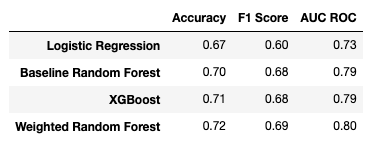 Accuracy F1 Score AUC ROC
Logistic Regression 0.67 0.60 0.73
Baseline Random Forest 0.70 0.68 0.79
XGBoost 0.71 0.68 0.79
Weighted Random Forest 0.72 0.69 0.80